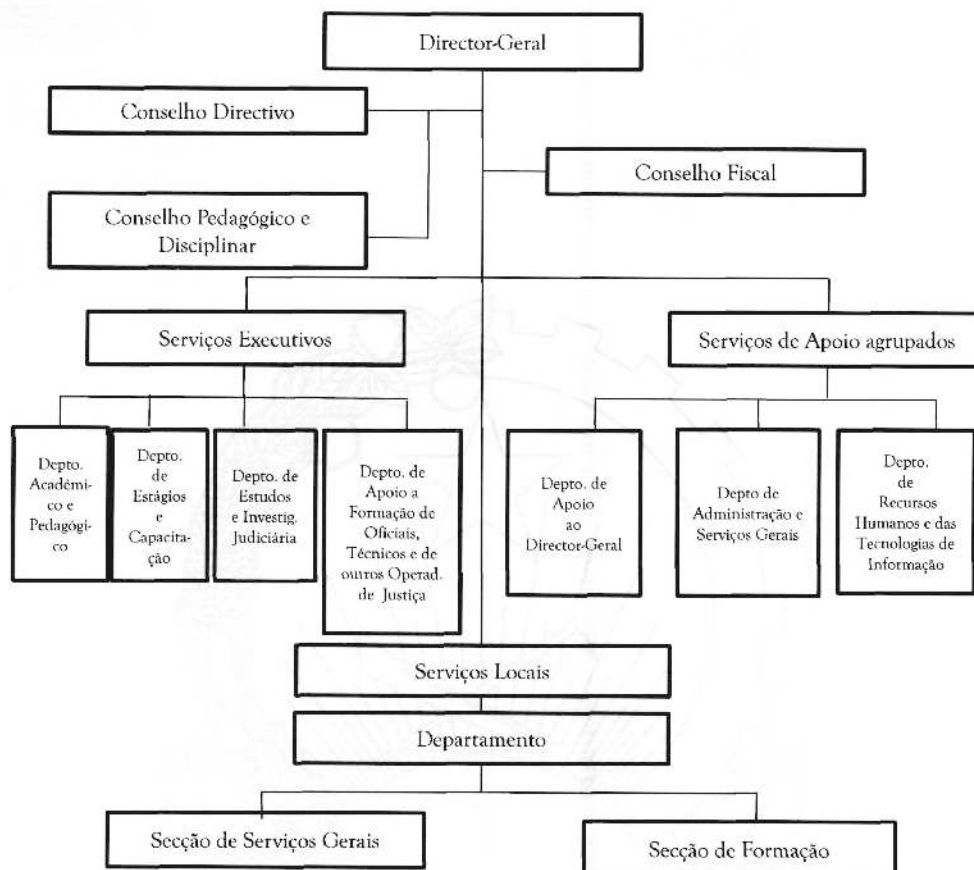 Director-Geral
Conselho Directivo
Conselho Fiscal
Conselho Pedagógico e
Disciplinar
Serviços Executivos
Serviços de Apoio agrupados
Depto.
Académi-
co e
Pedagógi-
co
Depto.
de
Estágios
e
Capacita-
ção
Depto. de
Estudos
e Investig.
Judiciária
Depto. de
Apoio a
Formação de
Oficiais,
Técnicos e de
outros Operad.
de Justiça
Depto. de
Apoio
ao
Director-Geral
Depto de
Administração e
Serviços Gerais
Depto.
de
Recursos
Humanos e das
Tecnologias de
Informação
Serviços Locais
Departamento
Secção de Serviços Gerais
Secção de Formação